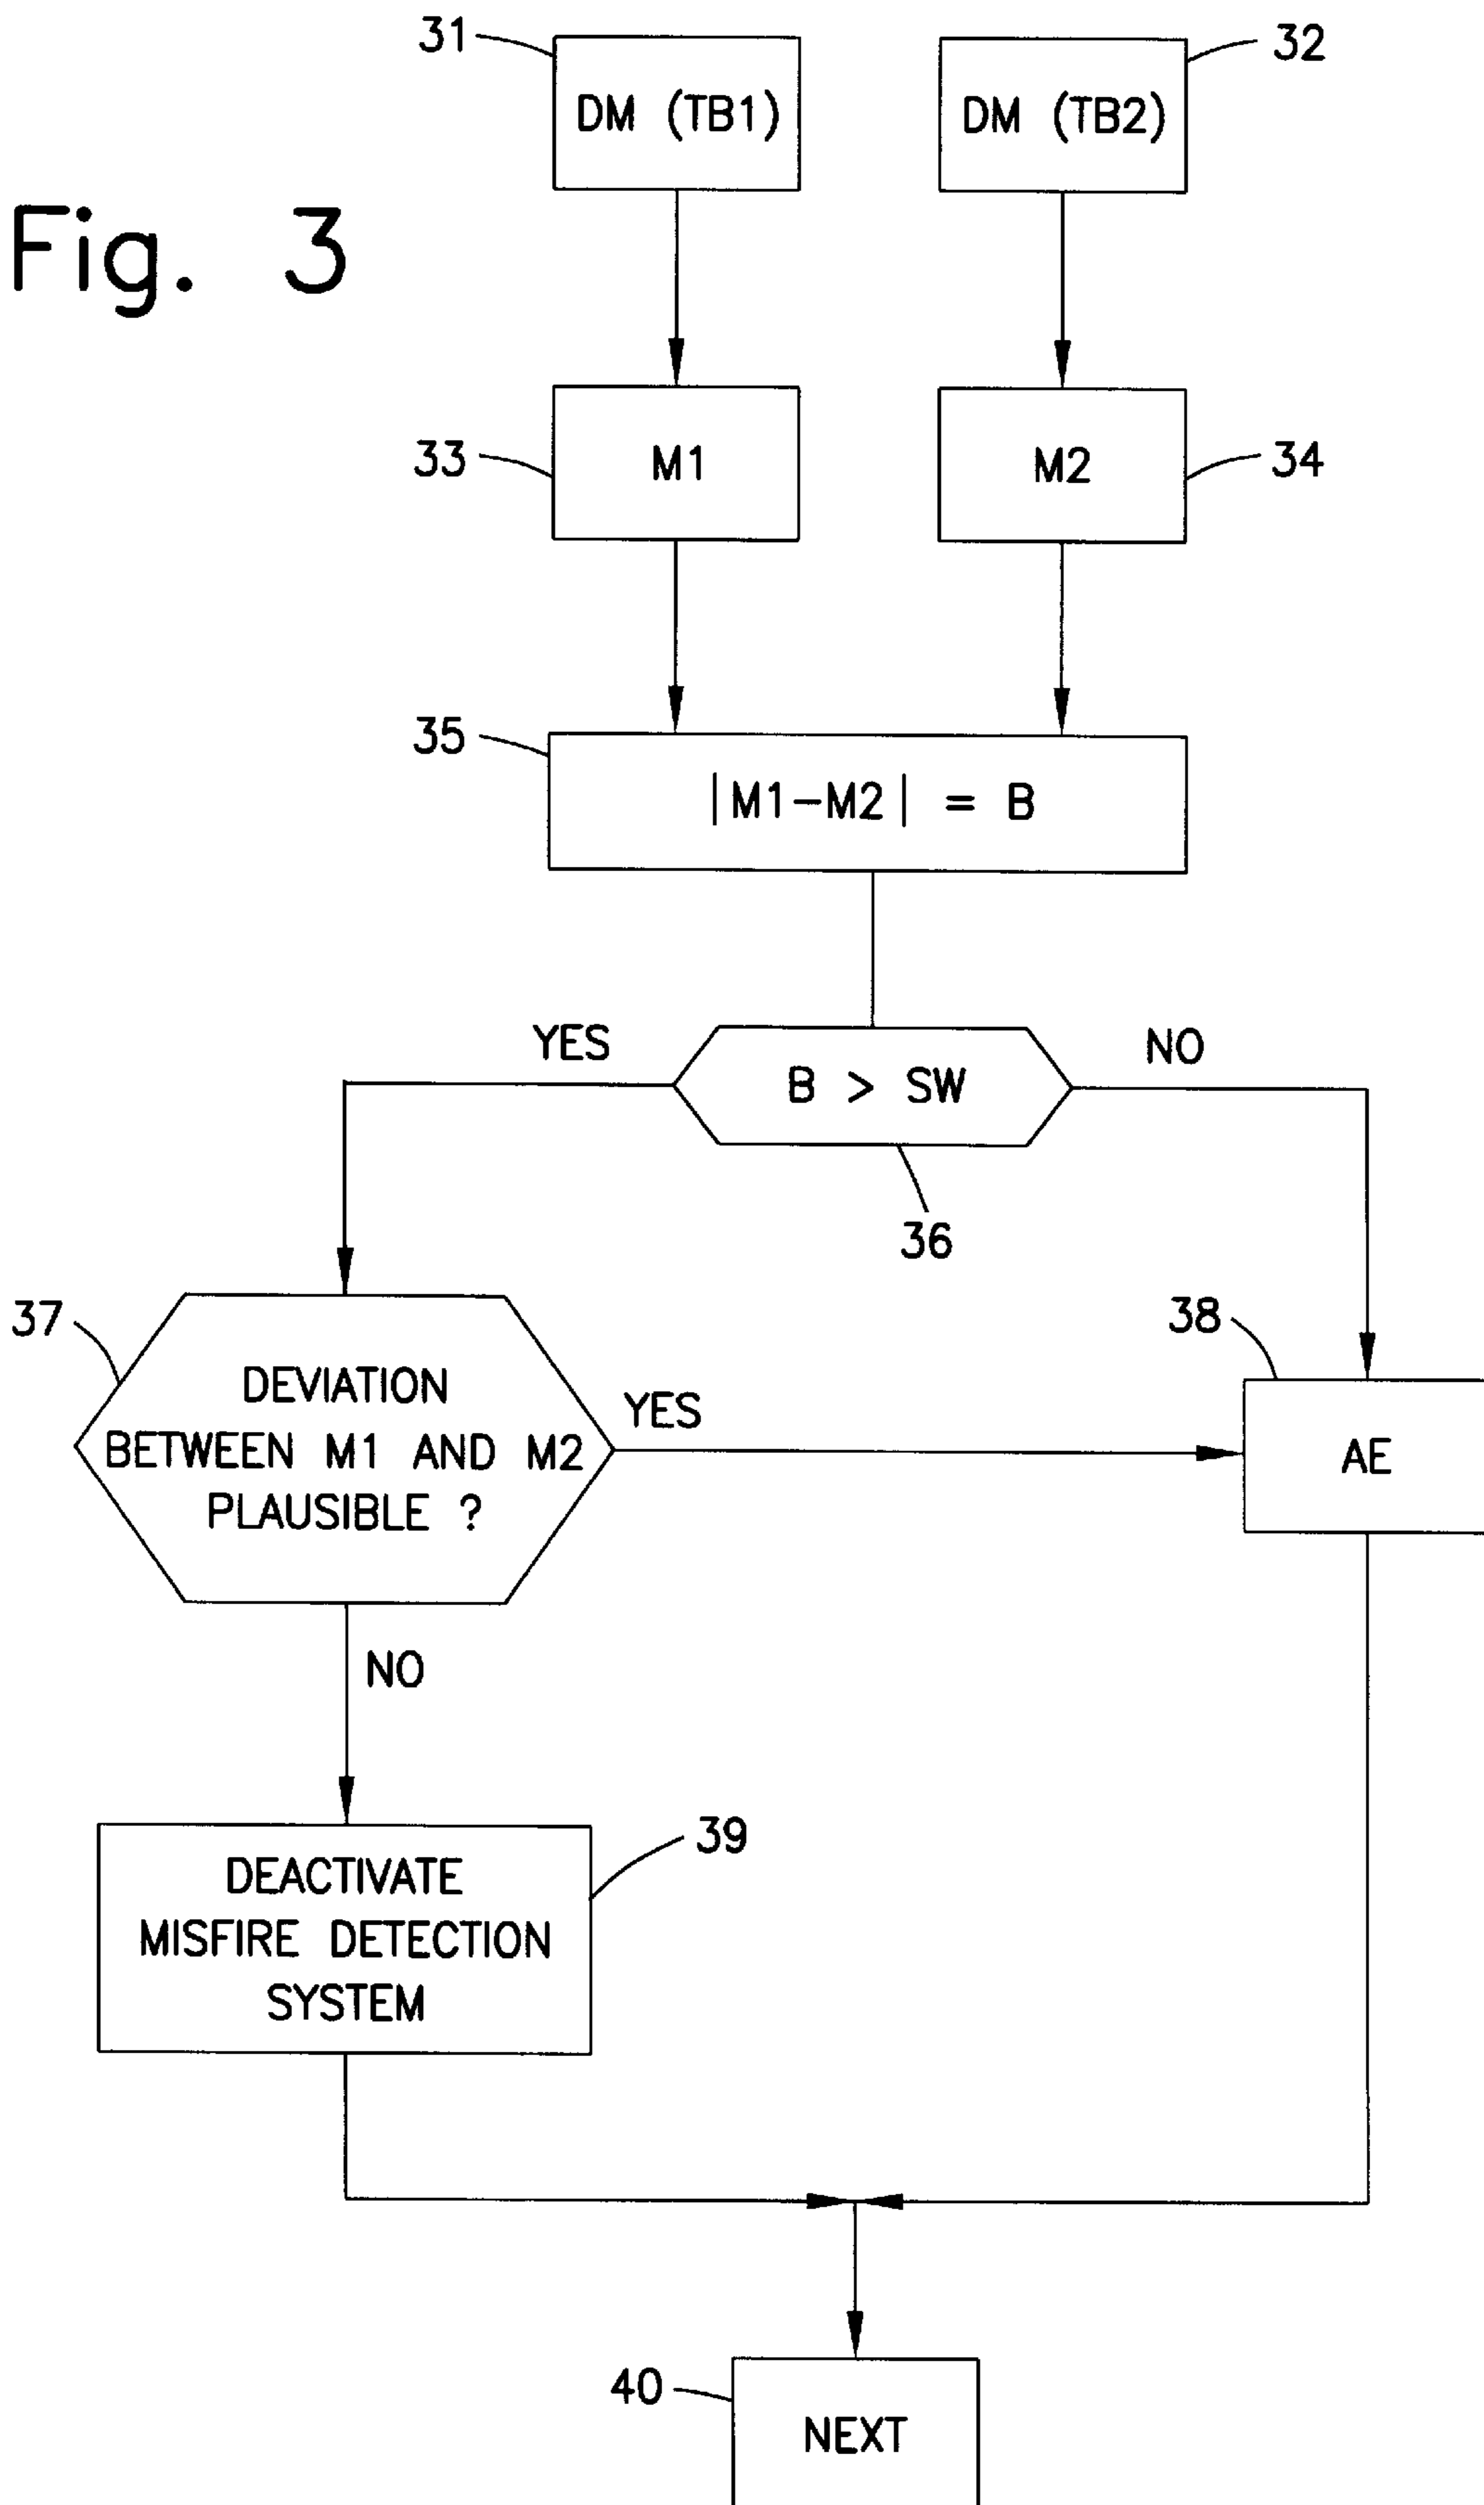 31
32
DM (TB1)
DM (TB2)
Fig. 3
33
M1
M2
34
35
|M1-M2| = B
YES
NO
B > SW
36
37
38
DEVIATION
BETWEEN M1 AND M2
PLAUSIBLE ?
YES
AE
NO
39
DEACTIVATE
MISFIRE DETECTION
SYSTEM
40
NEXT